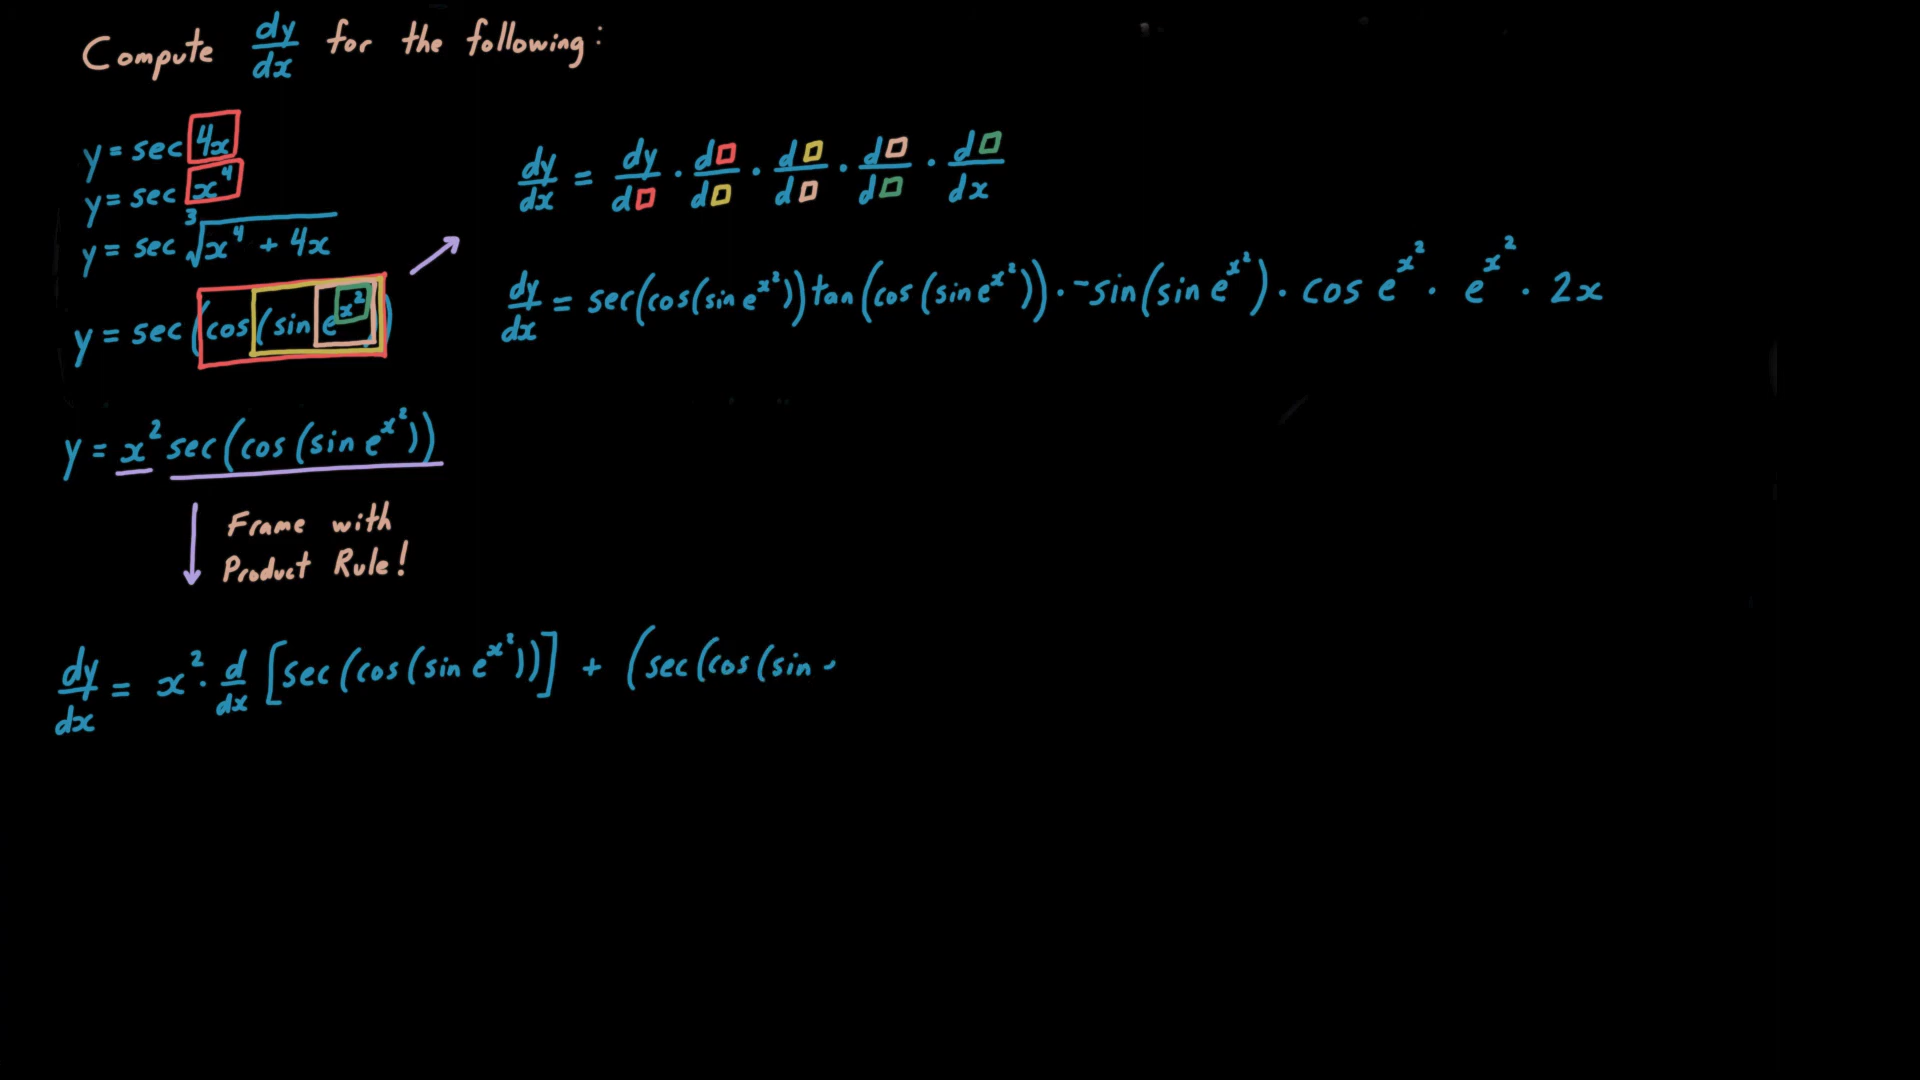 Compute dy/dx for the following:
y = sec 4x
y = sec x⁴
y = sec ∛(x⁴ + 4x)
y = sec(cos(sin e^(x²)))
dy/dx = dy/d□ · d□/d□ · d□/d□ · d□/d□ · d□/dx
dy/dx = sec(cos(sin e^(x²)))tan(cos(sin e^(x²))) · -sin(sin e^(x²)) · cos e^(x²) · e^(x²) · 2x
y = x² sec(cos(sin e^(x²)))
Frame with
Product Rule!
dy/dx = x² · d/dx [sec(cos(sin e^(x²)))] + (sec(cos(sin